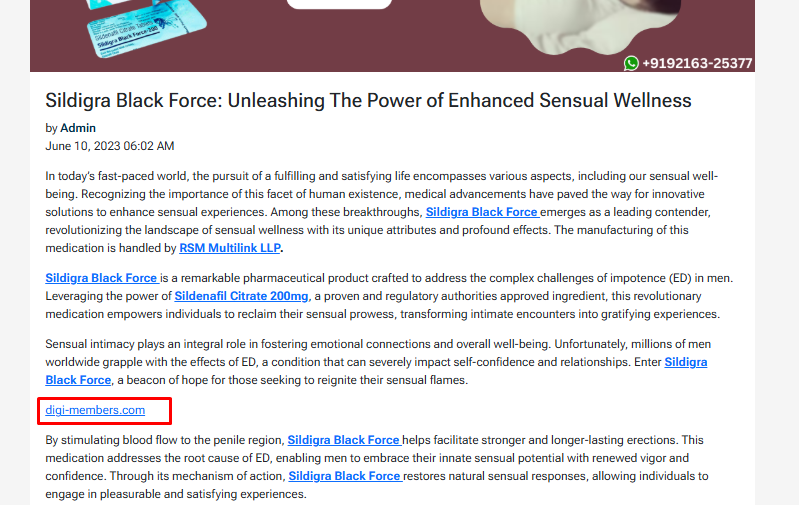 Sildenafil Citrate Tablets
Sildigra Black Force-200
+9192163-25377
Sildigra Black Force: Unleashing The Power of Enhanced Sensual Wellness
by Admin
June 10, 2023 06:02 AM
In today's fast-paced world, the pursuit of a fulfilling and satisfying life encompasses various aspects, including our sensual well-
being. Recognizing the importance of this facet of human existence, medical advancements have paved the way for innovative
solutions to enhance sensual experiences. Among these breakthroughs, Sildigra Black Force emerges as a leading contender,
revolutionizing the landscape of sensual wellness with its unique attributes and profound effects. The manufacturing of this
medication is handled by RSM Multilink LLP.
Sildigra Black Force is a remarkable pharmaceutical product crafted to address the complex challenges of impotence (ED) in men.
Leveraging the power of Sildenafil Citrate 200mg, a proven and regulatory authorities approved ingredient, this revolutionary
medication empowers individuals to reclaim their sensual prowess, transforming intimate encounters into gratifying experiences.
Sensual intimacy plays an integral role in fostering emotional connections and overall well-being. Unfortunately, millions of men
worldwide grapple with the effects of ED, a condition that can severely impact self-confidence and relationships. Enter Sildigra
Black Force, a beacon of hope for those seeking to reignite their sensual flames.
digi-members.com
By stimulating blood flow to the penile region, Sildigra Black Force helps facilitate stronger and longer-lasting erections. This
medication addresses the root cause of ED, enabling men to embrace their innate sensual potential with renewed vigor and
confidence. Through its mechanism of action, Sildigra Black Force restores natural sensual responses, allowing individuals to
engage in pleasurable and satisfying experiences.